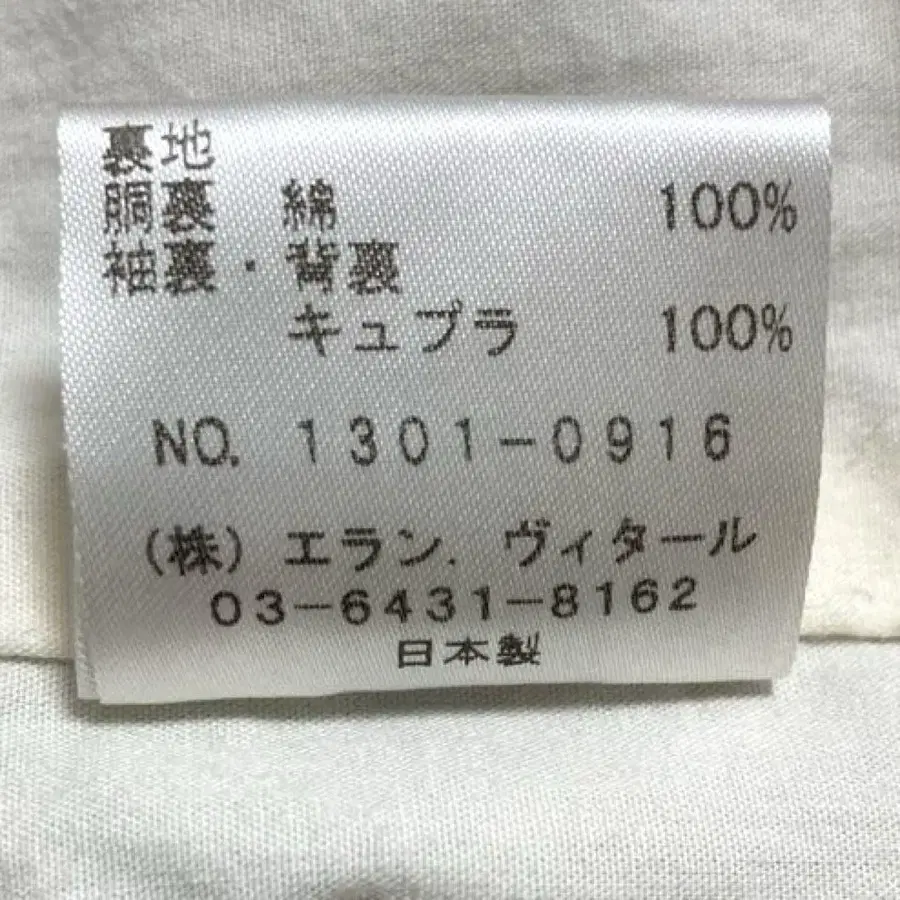 裏地
胴裏 綿 100%
袖裏・背裏
キュプラ 100%
NO. 1301-0916
(株) エラン. ヴィタール
03-6431-8162
日本製